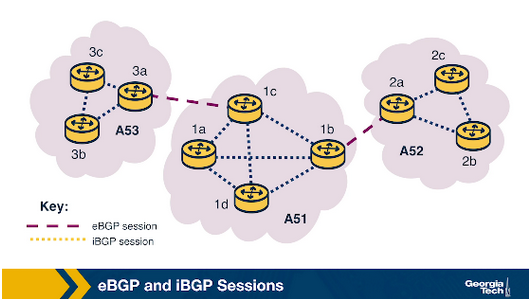 3c
3a
3b
A53
1c
1a
1b
1d
A51
2c
2a
2b
A52
Key:
eBGP session
iBGP session
eBGP and iBGP Sessions
Georgia
Tech